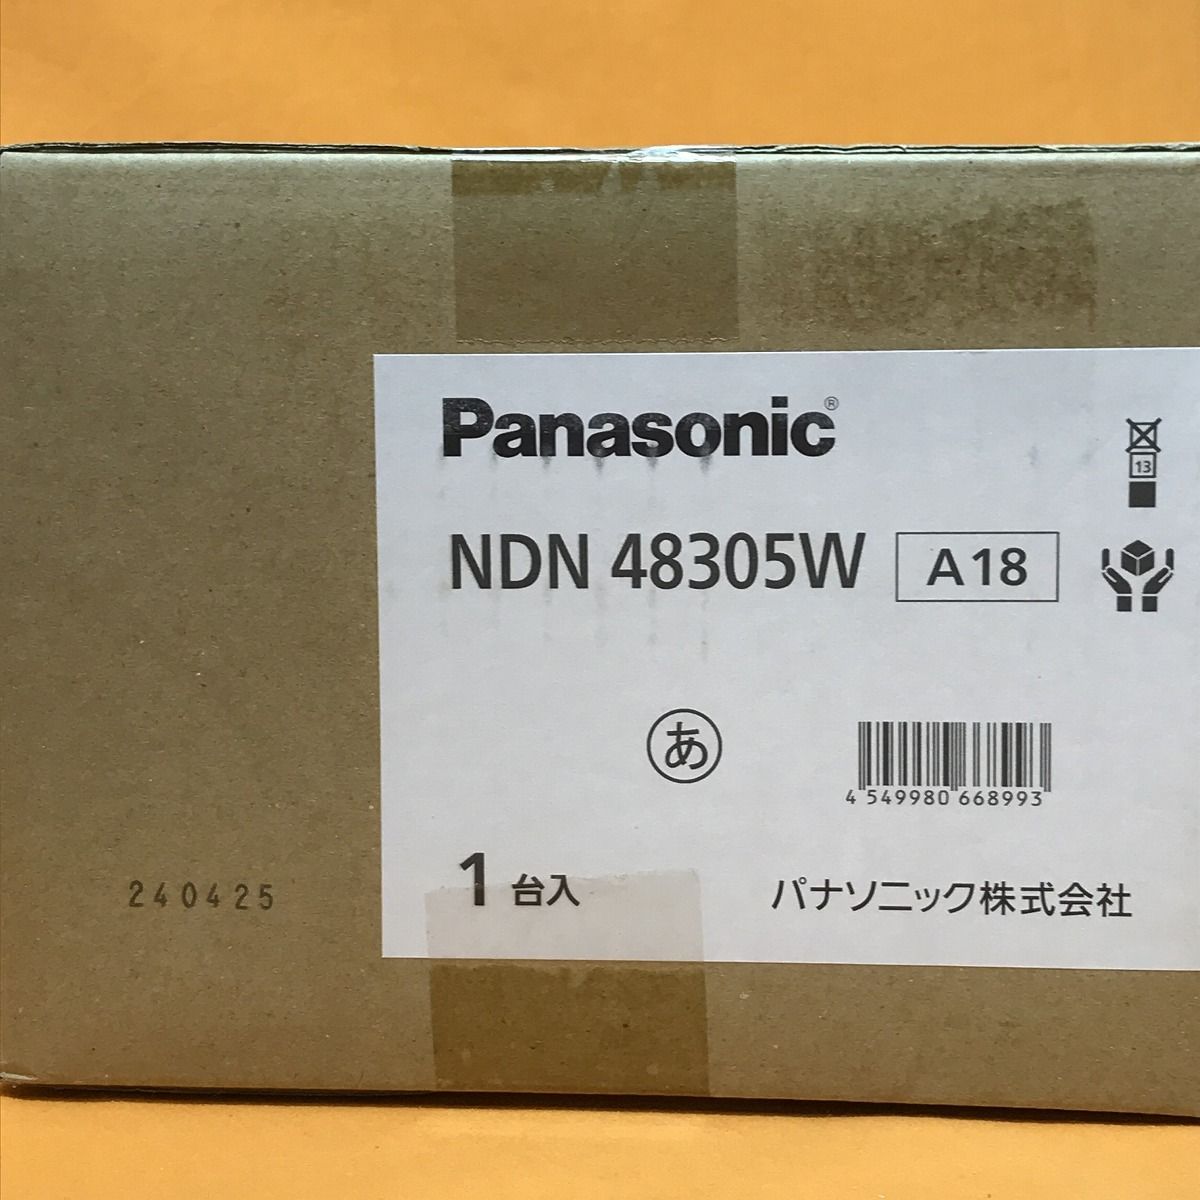 Panasonic®
13
NDN 48305W A18
あ
4 549980 668993
240425
1 台入
パナソニック株式会社